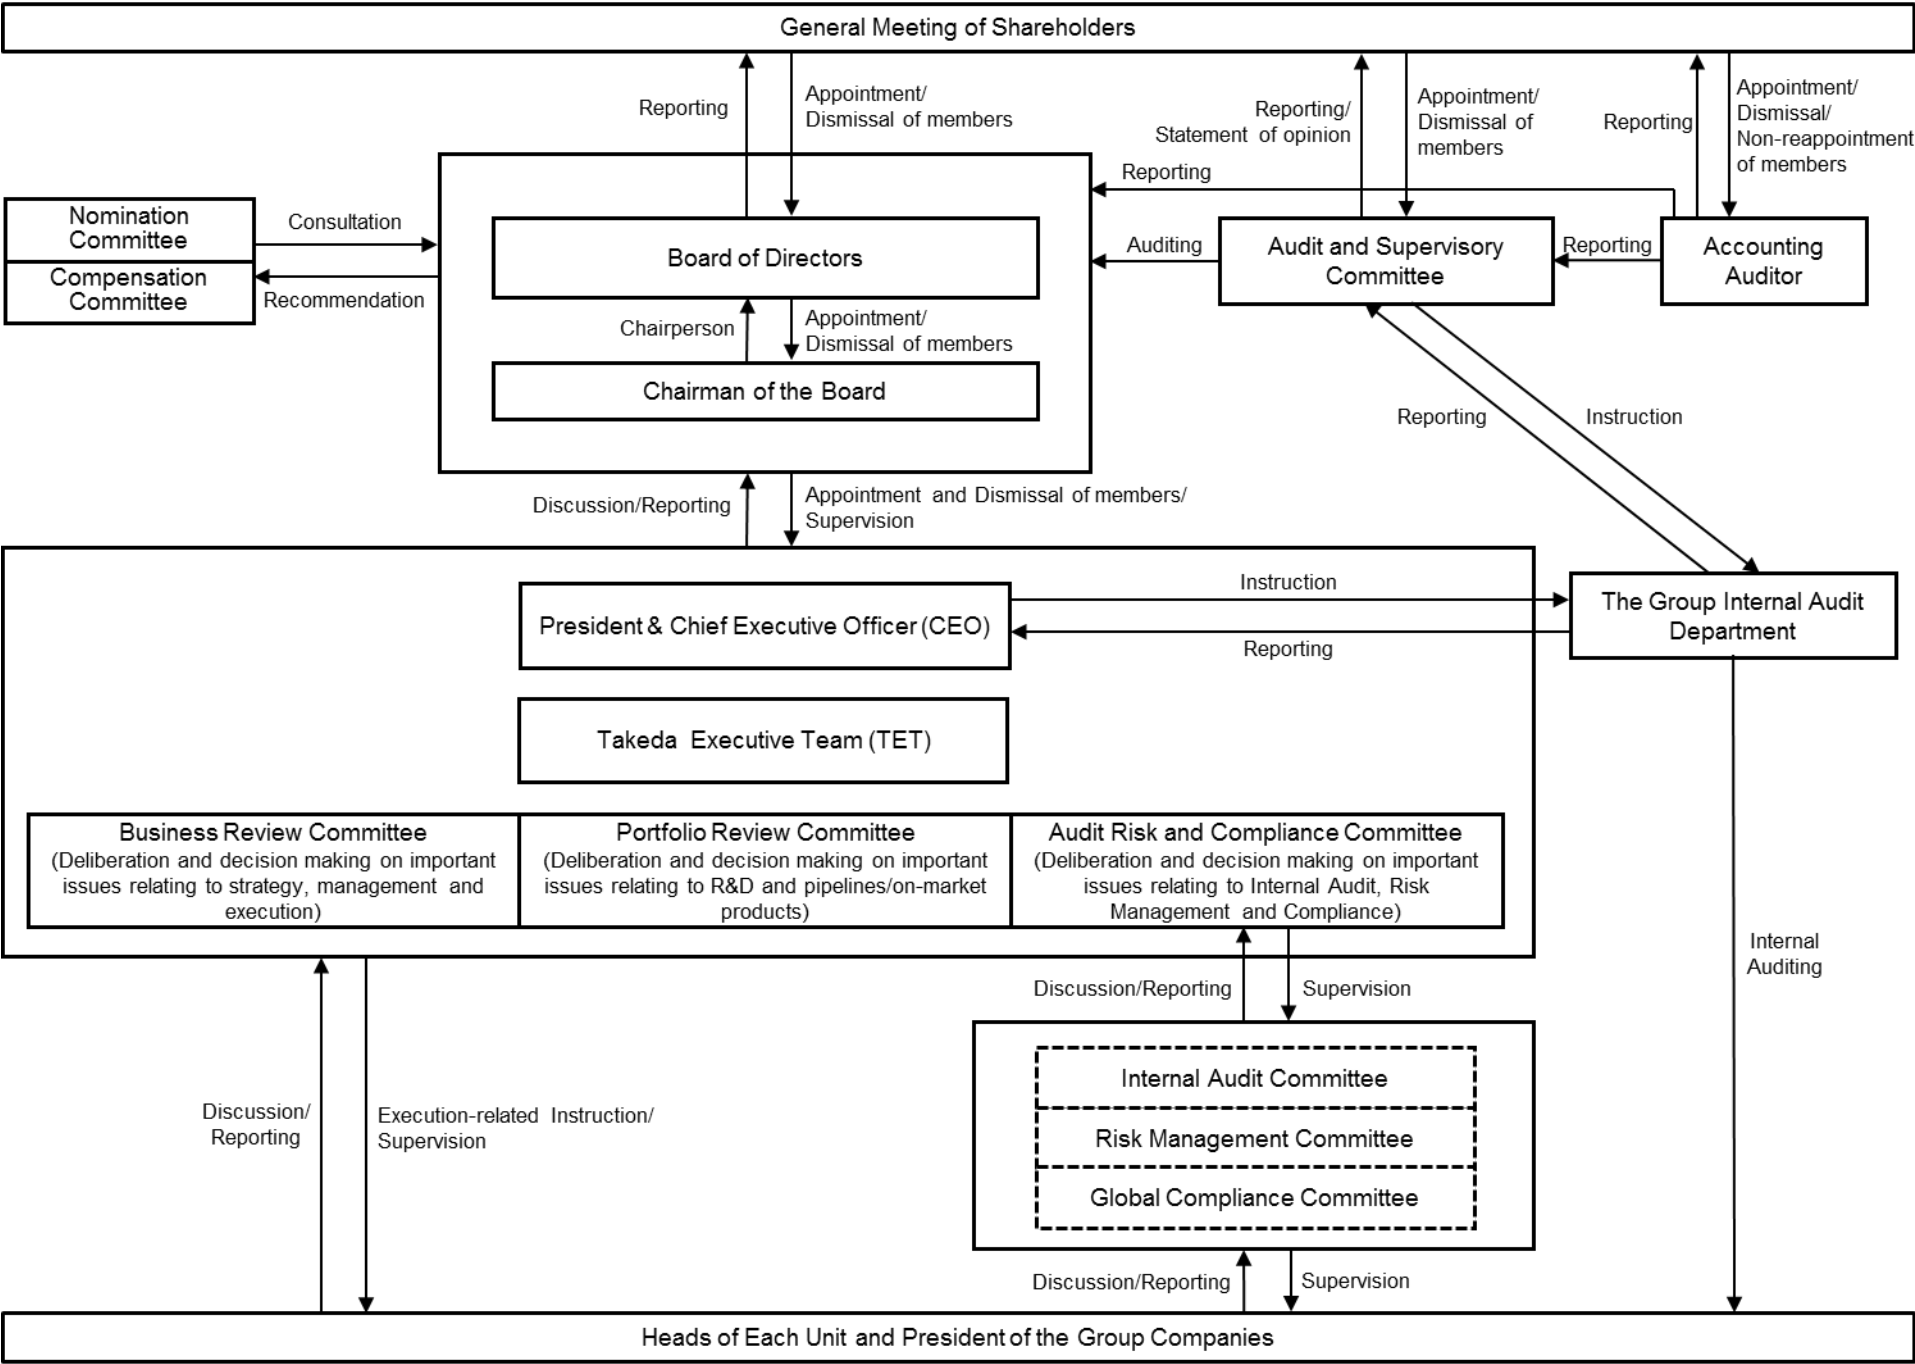 General Meeting of Shareholders
Reporting
Appointment/
Dismissal of members
Reporting/
Statement of opinion
Appointment/
Dismissal of
members
Reporting
Appointment/
Dismissal/
Non-reappointment
of members
Reporting
Nomination
Committee
Compensation
Committee
Consultation
Recommendation
Board of Directors
Chairperson
Appointment/
Dismissal of members
Chairman of the Board
Auditing
Audit and Supervisory
Committee
Reporting
Accounting
Auditor
Reporting
Instruction
Discussion/Reporting
Appointment and Dismissal of members/
Supervision
President & Chief Executive Officer (CEO)
Instruction
Reporting
The Group Internal Audit
Department
Takeda Executive Team (TET)
Business Review Committee
(Deliberation and decision making on important
issues relating to strategy, management and
execution)
Portfolio Review Committee
(Deliberation and decision making on important
issues relating to R&D and pipelines/on-market
products)
Audit Risk and Compliance Committee
(Deliberation and decision making on important
issues relating to Internal Audit, Risk
Management and Compliance)
Internal
Auditing
Discussion/Reporting
Supervision
Internal Audit Committee
Risk Management Committee
Global Compliance Committee
Discussion/
Reporting
Execution-related Instruction/
Supervision
Discussion/Reporting
Supervision
Heads of Each Unit and President of the Group Companies